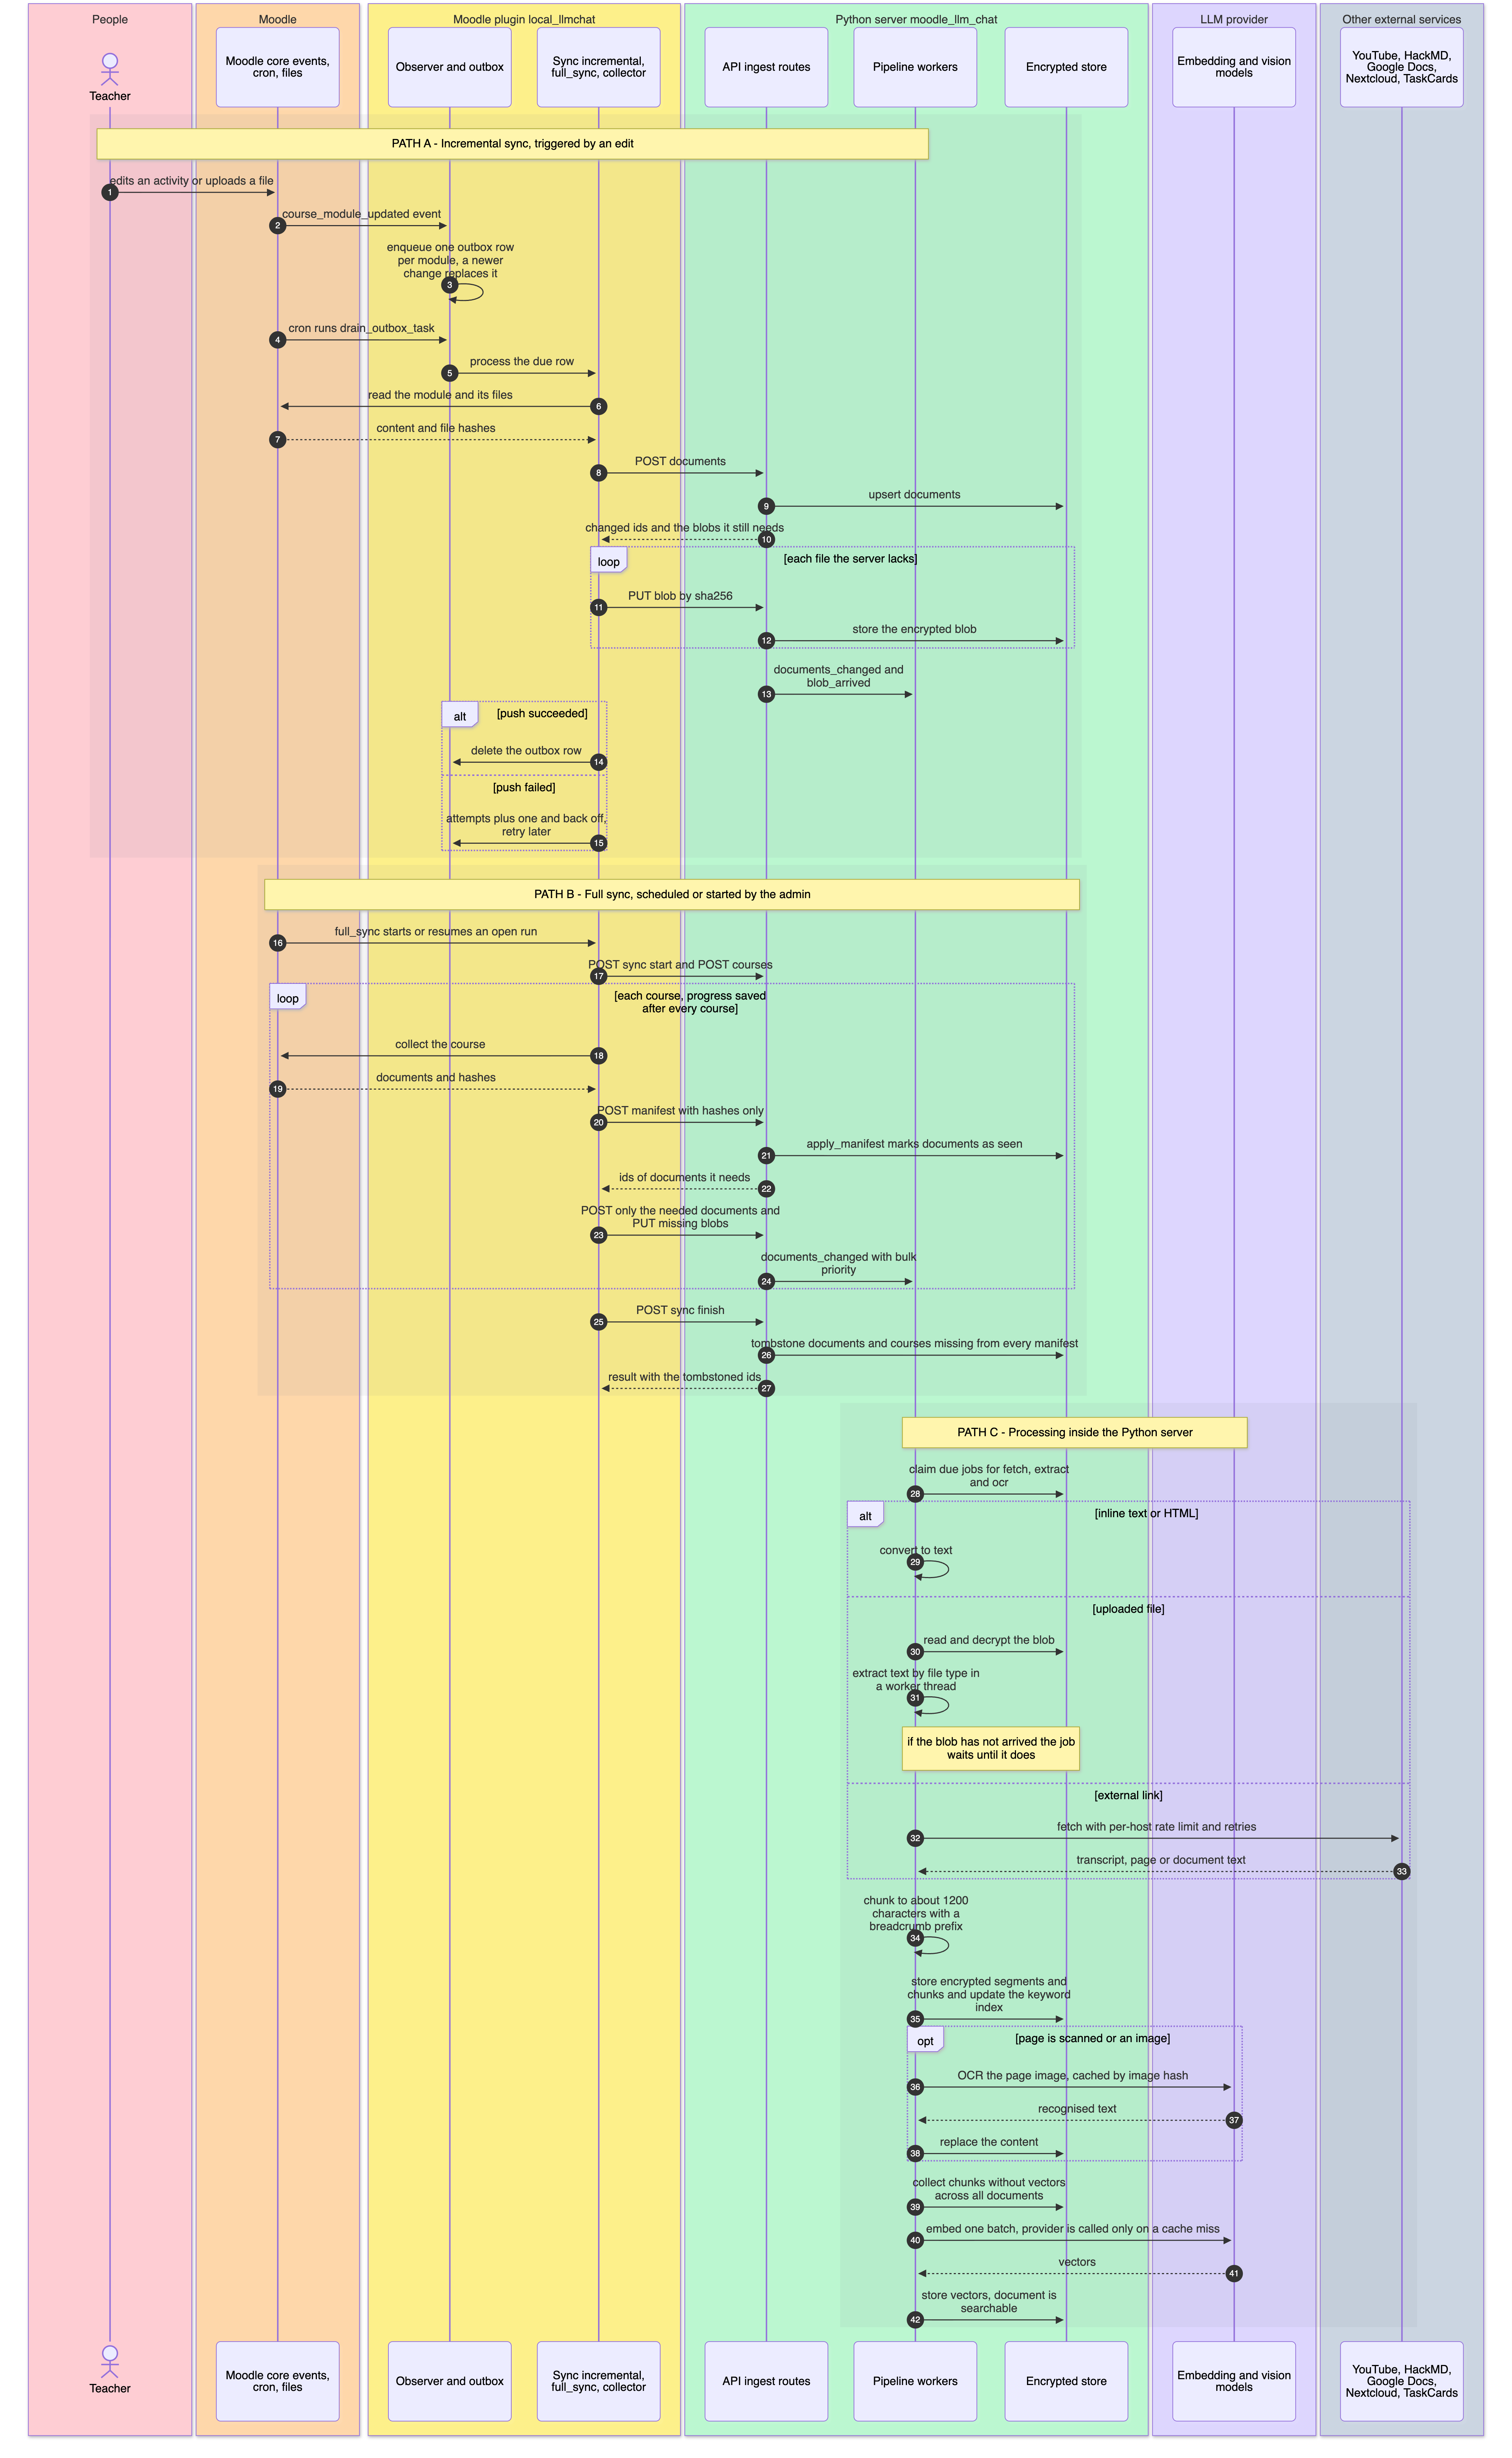 People
Moodle
Moodle plugin local_llmchat
Python server moodle_llm_chat
LLM provider
Other external services
Teacher
Moodle core events,
cron, files
Observer and outbox
Sync incremental,
full_sync, collector
API ingest routes
Pipeline workers
Encrypted store
Embedding and vision
models
YouTube, HackMD,
Google Docs,
Nextcloud, TaskCards
PATH A - Incremental sync, triggered by an edit
edits an activity or uploads a file
1
course_module_updated event
2
enqueue one outbox row
per module, a newer
change replaces it
3
cron runs drain_outbox_task
4
process the due row
5
read the module and its files
6
content and file hashes
7
POST documents
8
upsert documents
9
changed ids and the blobs it still needs
10
loop
[each file the server lacks]
PUT blob by sha256
11
store the encrypted blob
12
documents_changed and
blob_arrived
13
alt
[push succeeded]
delete the outbox row
14
[push failed]
attempts plus one and back off,
retry later
15
PATH B - Full sync, scheduled or started by the admin
full_sync starts or resumes an open run
16
POST sync start and POST courses
17
loop
[each course, progress saved
after every course]
collect the course
18
documents and hashes
19
POST manifest with hashes only
20
apply_manifest marks documents as seen
21
ids of documents it needs
22
POST only the needed documents and
PUT missing blobs
23
documents_changed with bulk
priority
24
POST sync finish
25
tombstone documents and courses missing from every manifest
26
result with the tombstoned ids
27
PATH C - Processing inside the Python server
claim due jobs for fetch, extract
and ocr
28
alt
[inline text or HTML]
convert to text
29
[uploaded file]
read and decrypt the blob
30
extract text by file type in
a worker thread
31
if the blob has not arrived the job
waits until it does
[external link]
fetch with per-host rate limit and retries
32
transcript, page or document text
33
chunk to about 1200
characters with a
breadcrumb prefix
34
store encrypted segments and
chunks and update the keyword
index
35
opt
[page is scanned or an image]
OCR the page image, cached by image hash
36
recognised text
37
replace the content
38
collect chunks without vectors
across all documents
39
embed one batch, provider is called only on a cache miss
40
vectors
41
store vectors, document is
searchable
42
Teacher
Moodle core events,
cron, files
Observer and outbox
Sync incremental,
full_sync, collector
API ingest routes
Pipeline workers
Encrypted store
Embedding and vision
models
YouTube, HackMD,
Google Docs,
Nextcloud, TaskCards